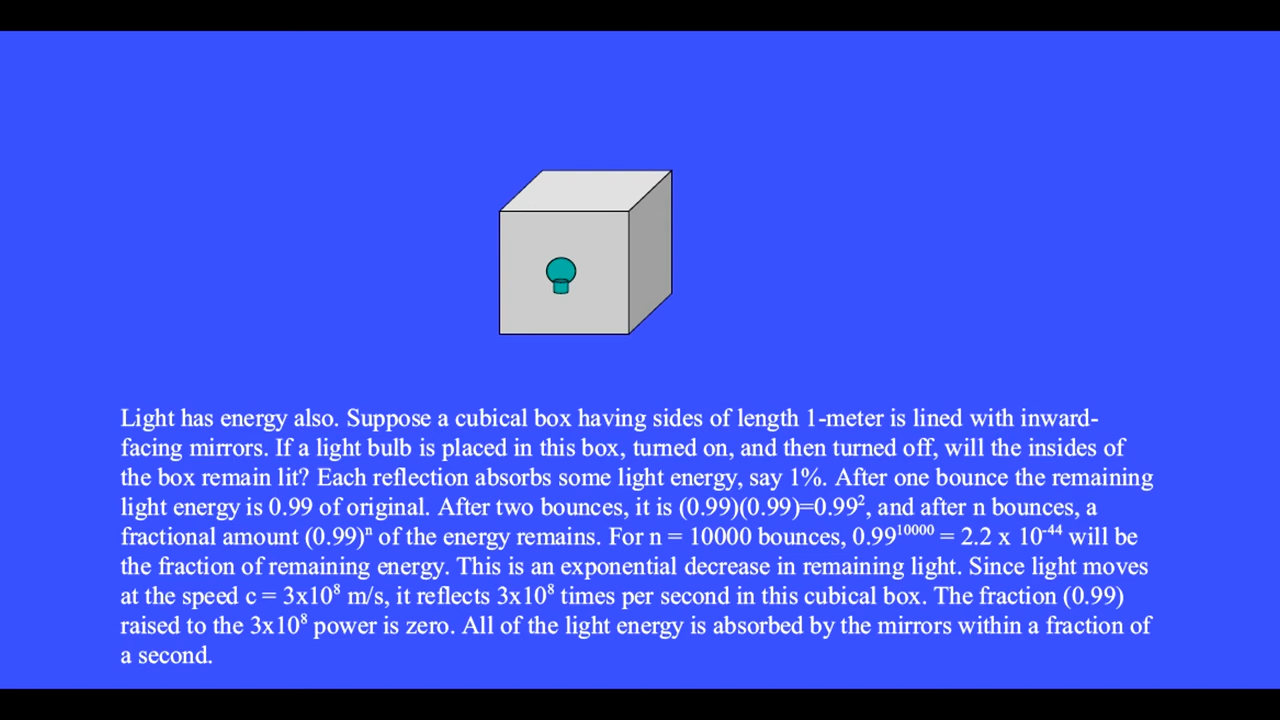 Light has energy also. Suppose a cubical box having sides of length 1-meter is lined with inward-
facing mirrors. If a light bulb is placed in this box, turned on, and then turned off, will the insides of
the box remain lit? Each reflection absorbs some light energy, say 1%. After one bounce the remaining
light energy is 0.99 of original. After two bounces, it is (0.99)(0.99)=0.99², and after n bounces, a
fractional amount (0.99)ⁿ of the energy remains. For n = 10000 bounces, 0.99¹⁰⁰⁰⁰ = 2.2 x 10⁻⁴⁴ will be
the fraction of remaining energy. This is an exponential decrease in remaining light. Since light moves
at the speed c = 3x10⁸ m/s, it reflects 3x10⁸ times per second in this cubical box. The fraction (0.99)
raised to the 3x10⁸ power is zero. All of the light energy is absorbed by the mirrors within a fraction of
a second.